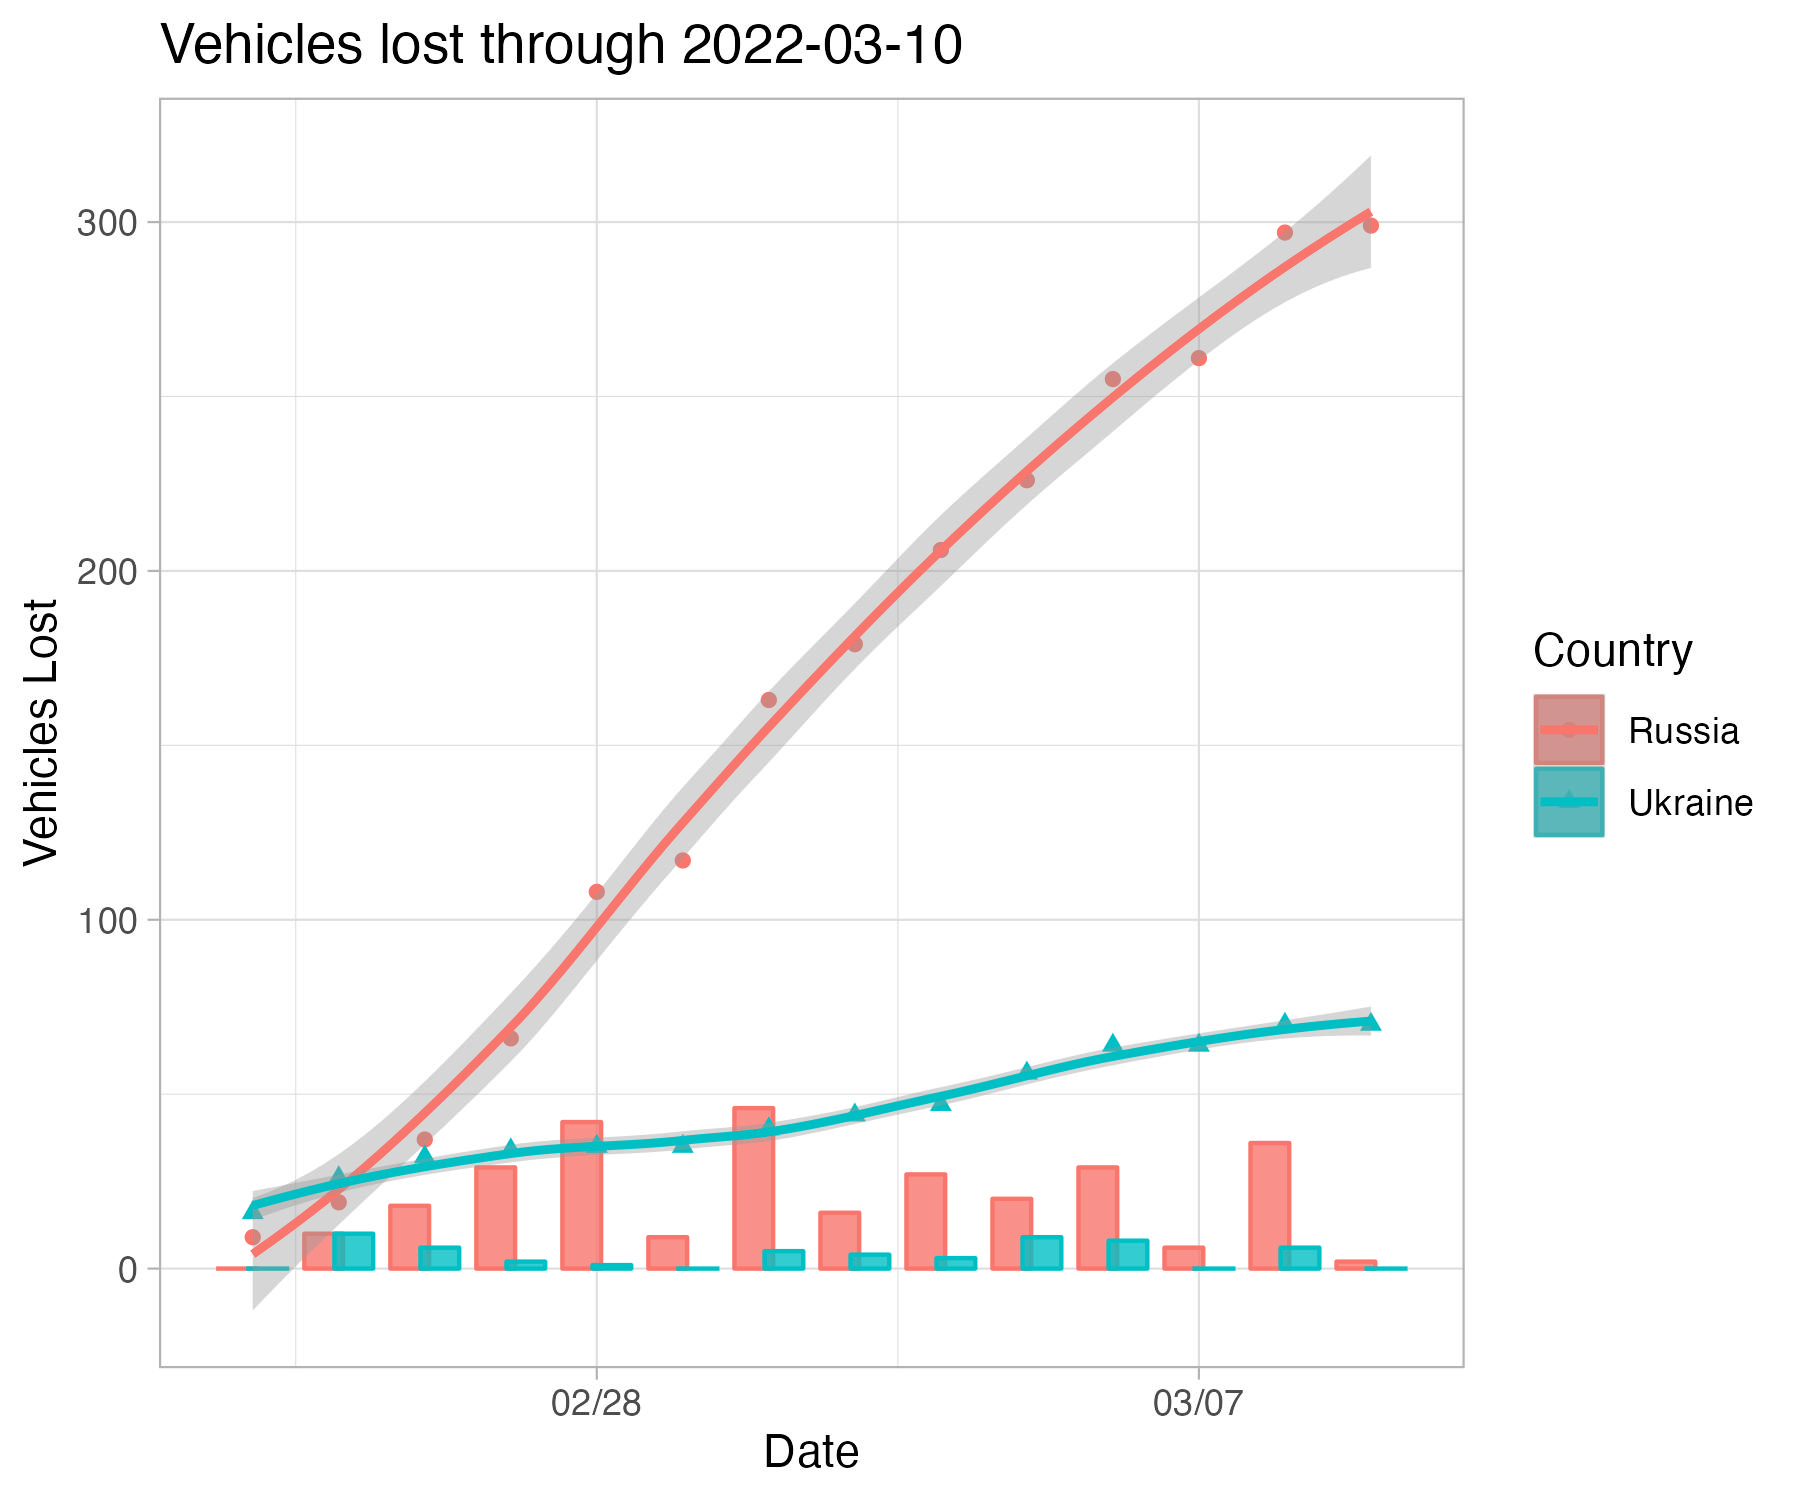 Vehicles lost through 2022-03-10
300
200
100
0
Vehicles Lost
02/28
03/07
Date
Country
Russia
Ukraine